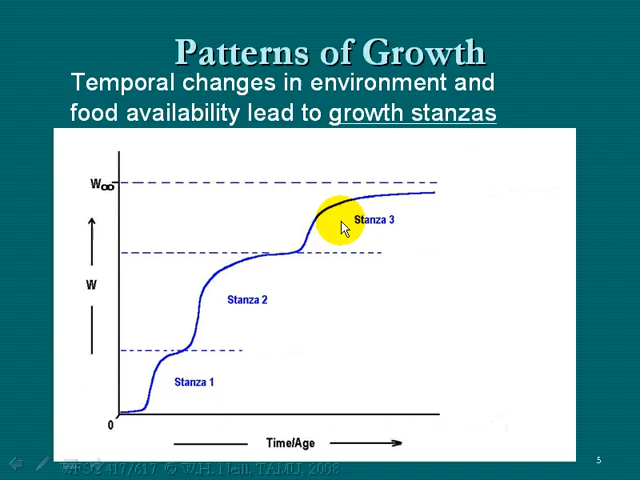 Patterns of Growth
Temporal changes in environment and
food availability lead to growth stanzas
W∞
Stanza 3
W
Stanza 2
Stanza 1
0
Time/Age
5
WFSC 417/617 © W.H. Neill, TAMU, 2008